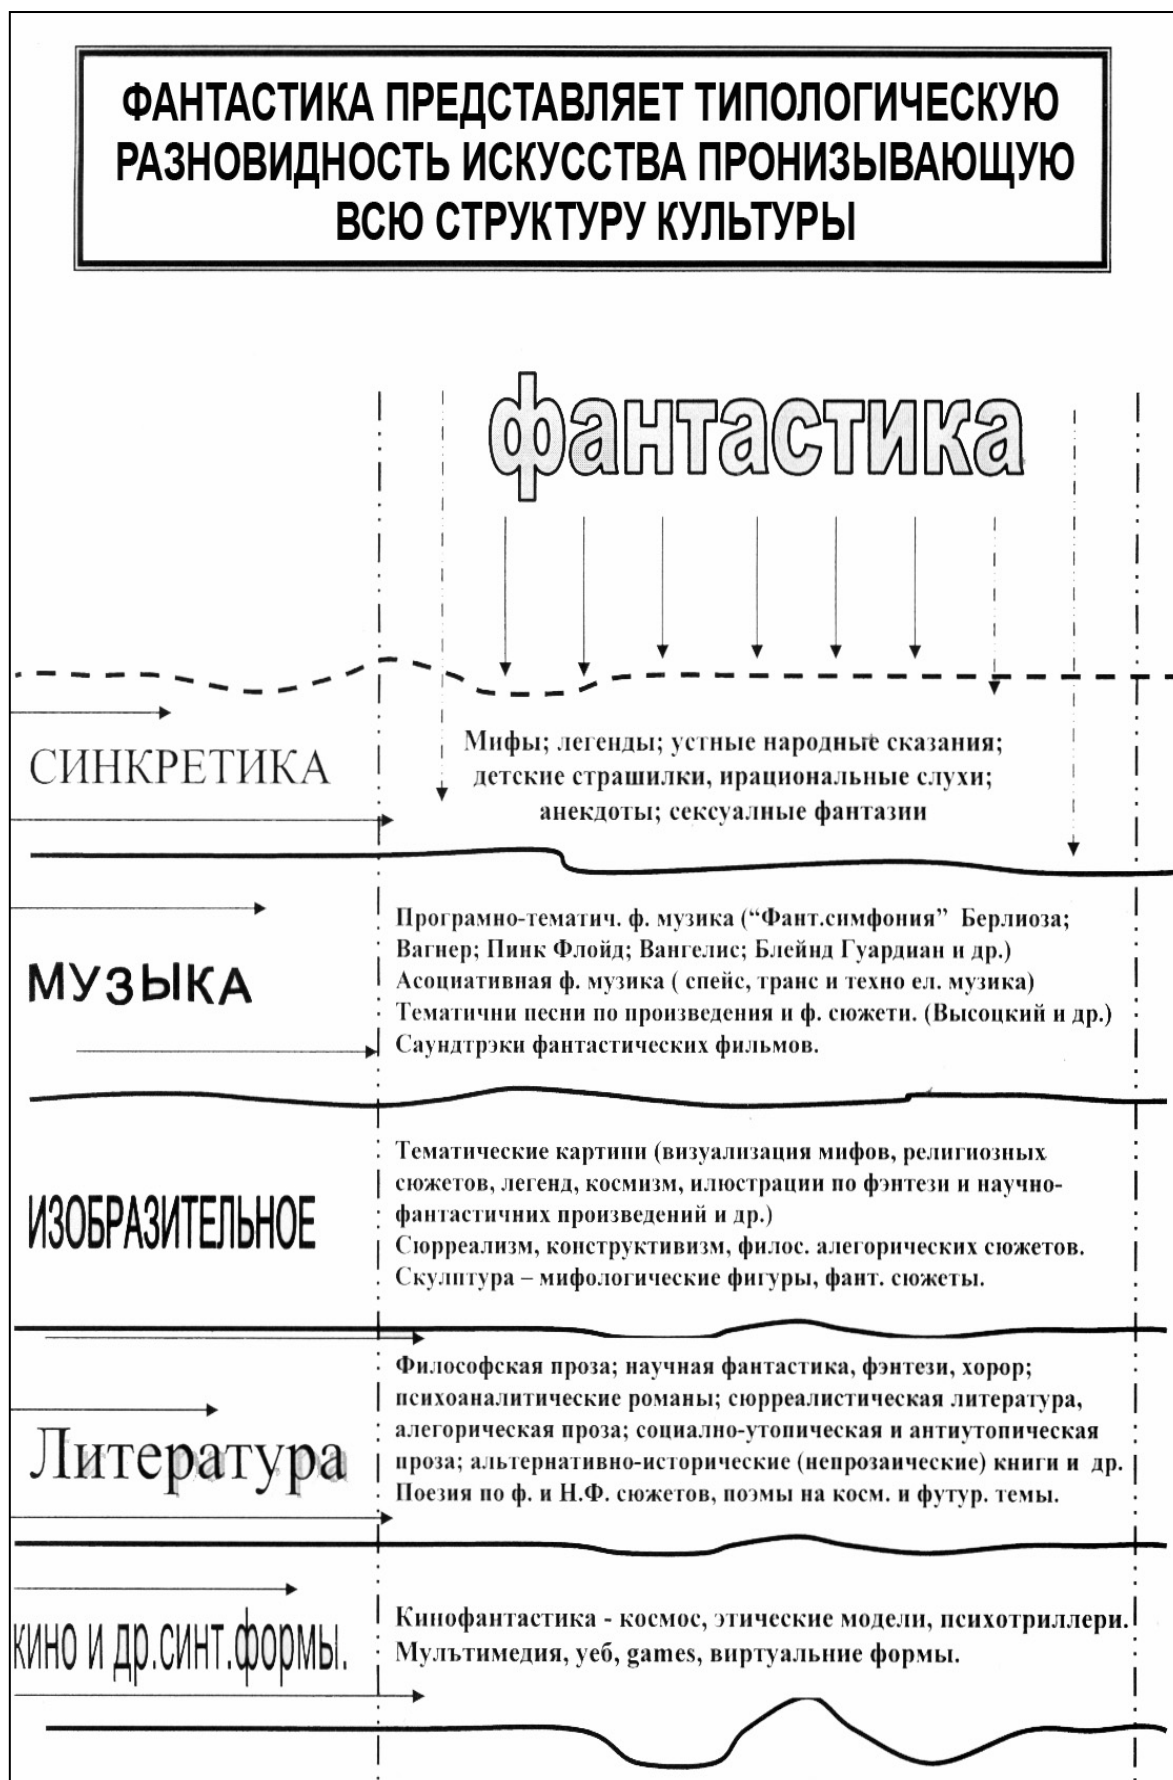 ФАНТАСТИКА ПРЕДСТАВЛЯЕТ ТИПОЛОГИЧЕСКУЮ
РАЗНОВИДНОСТЬ ИСКУССТВА ПРОНИЗЫВАЮЩУЮ
ВСЮ СТРУКТУРУ КУЛЬТУРЫ
фантастика
СИНКРЕТИКА
Мифы; легенды; устные народные сказания;
детские страшилки, ирациональные слухи;
анекдоты; сексуалные фантазии
МУЗЫКА
Програмно-тематич. ф. музика (“Фант.симфония” Берлиоза;
Вагнер; Пинк Флойд; Вангелис; Блейнд Гуардиан и др.)
Асоциативная ф. музика ( спейс, транс и техно ел. музика)
Тематични песни по произведения и ф. сюжети. (Высоцкий и др.)
Саундтрэки фантастических фильмов.
ИЗОБРАЗИТЕЛЬНОЕ
Тематические картини (визуализация мифов, религиозных
сюжетов, легенд, космизм, илюстрации по фэнтези и научно-
фантастичних произведений и др.)
Сюрреализм, конструктивизм, филос. алегорических сюжетов.
Скулптура – мифологические фигуры, фант. сюжеты.
Литература
Философская проза; научная фантастика, фэнтези, хорор;
психоаналитические романы; сюрреалистическая литература,
алегорическая проза; социално-утопическая и антиутопическая
проза; альтернативно-исторические (непрозаические) книги и др.
Поезия по ф. и Н.Ф. сюжетов, поэмы на косм. и футур. темы.
КИНО И ДР.СИНТ.ФОРМЫ.
Кинофантастика - космос, этические модели, психотриллери.
Мултьтимедия, уеб, games, виртуальние формы.